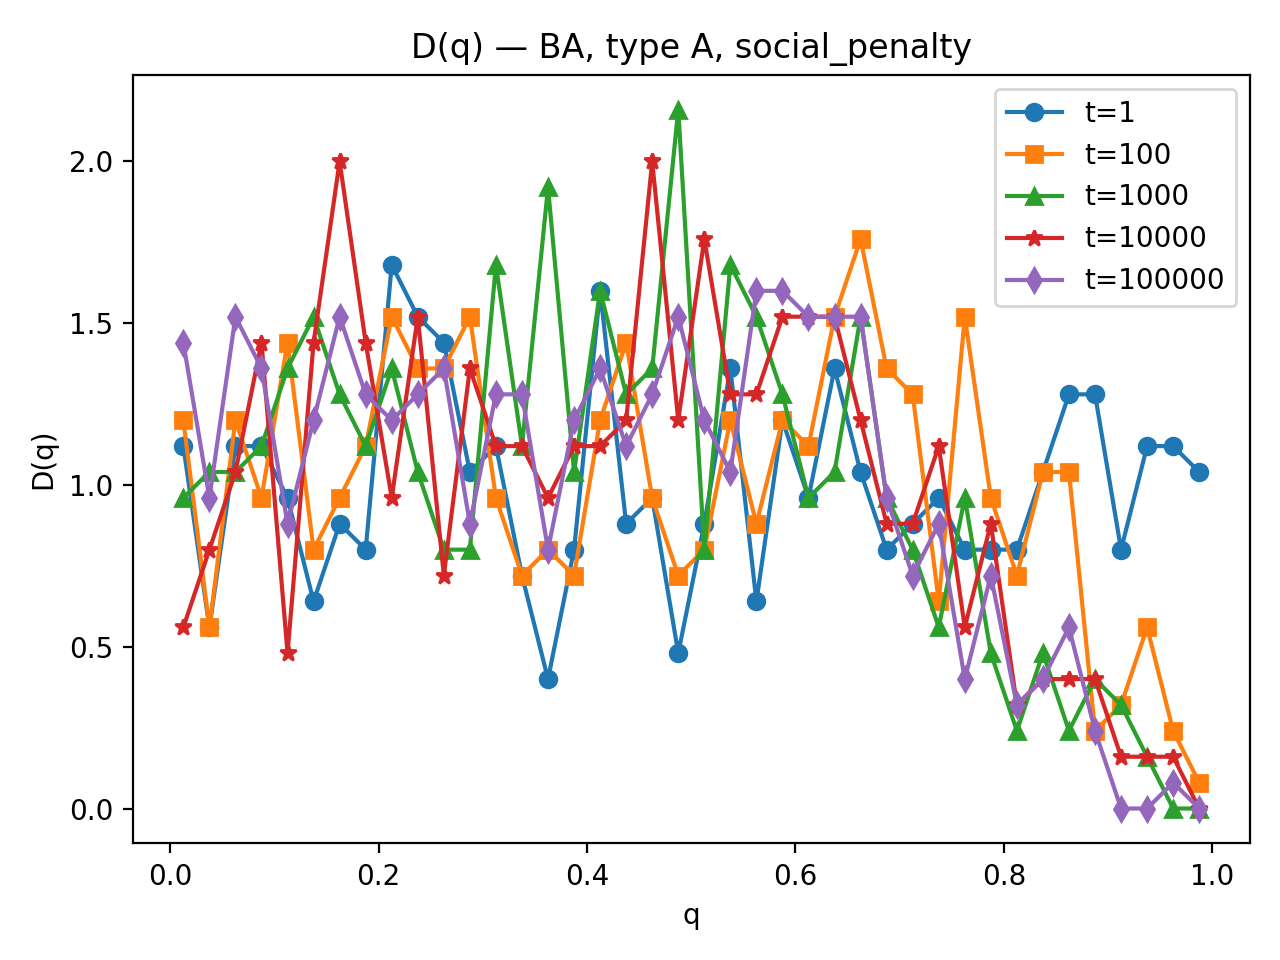 D(q) — BA, type A, social_penalty
t=1
t=100
t=1000
t=10000
t=100000
D(q)
2.0
1.5
1.0
0.5
0.0
0.0 0.2 0.4 0.6 0.8 1.0
q